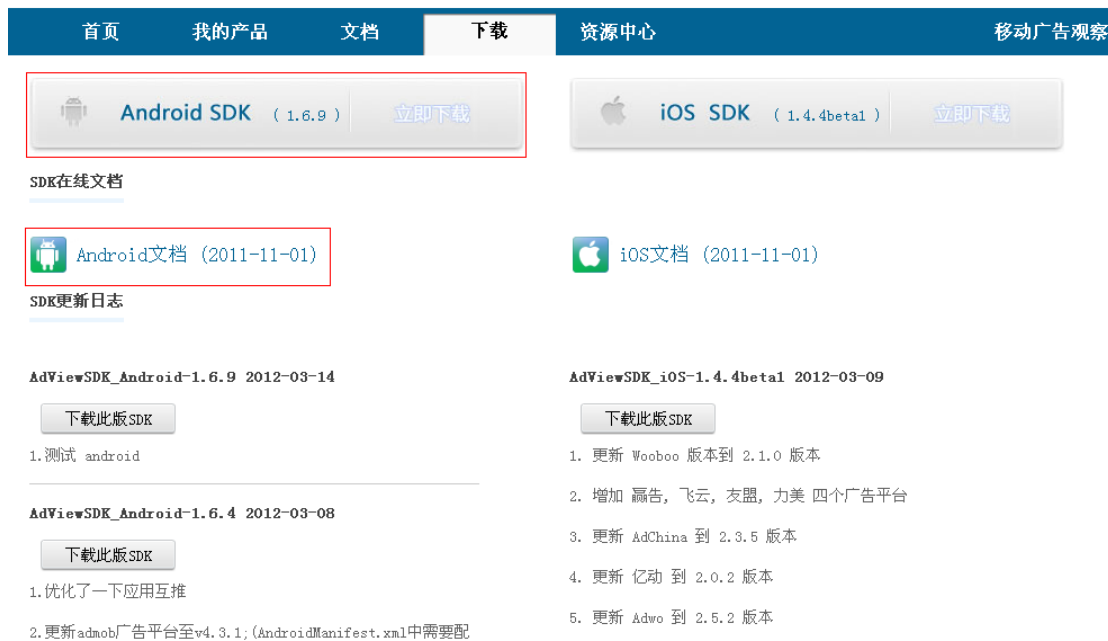 首页 我的产品 文档 下载 资源中心 移动广告观察
Android SDK ( 1.6.9 ) 立即下载
iOS SDK ( 1.4.4beta1 ) 立即下载
SDK在线文档
Android文档 (2011-11-01)
iOS文档 (2011-11-01)
SDK更新日志
AdViewSDK_Android-1.6.9 2012-03-14
下载此版SDK
1.测试 android
AdViewSDK_Android-1.6.4 2012-03-08
下载此版SDK
1.优化了一下应用互推
2.更新admob广告平台至v4.3.1;(AndroidManifest.xml中需要配
AdViewSDK_iOS-1.4.4beta1 2012-03-09
下载此版SDK
1. 更新 Wooboo 版本到 2.1.0 版本
2. 增加 赢告, 飞云, 友盟, 力美 四个广告平台
3. 更新 AdChina 到 2.3.5 版本
4. 更新 亿动 到 2.0.2 版本
5. 更新 Adwo 到 2.5.2 版本